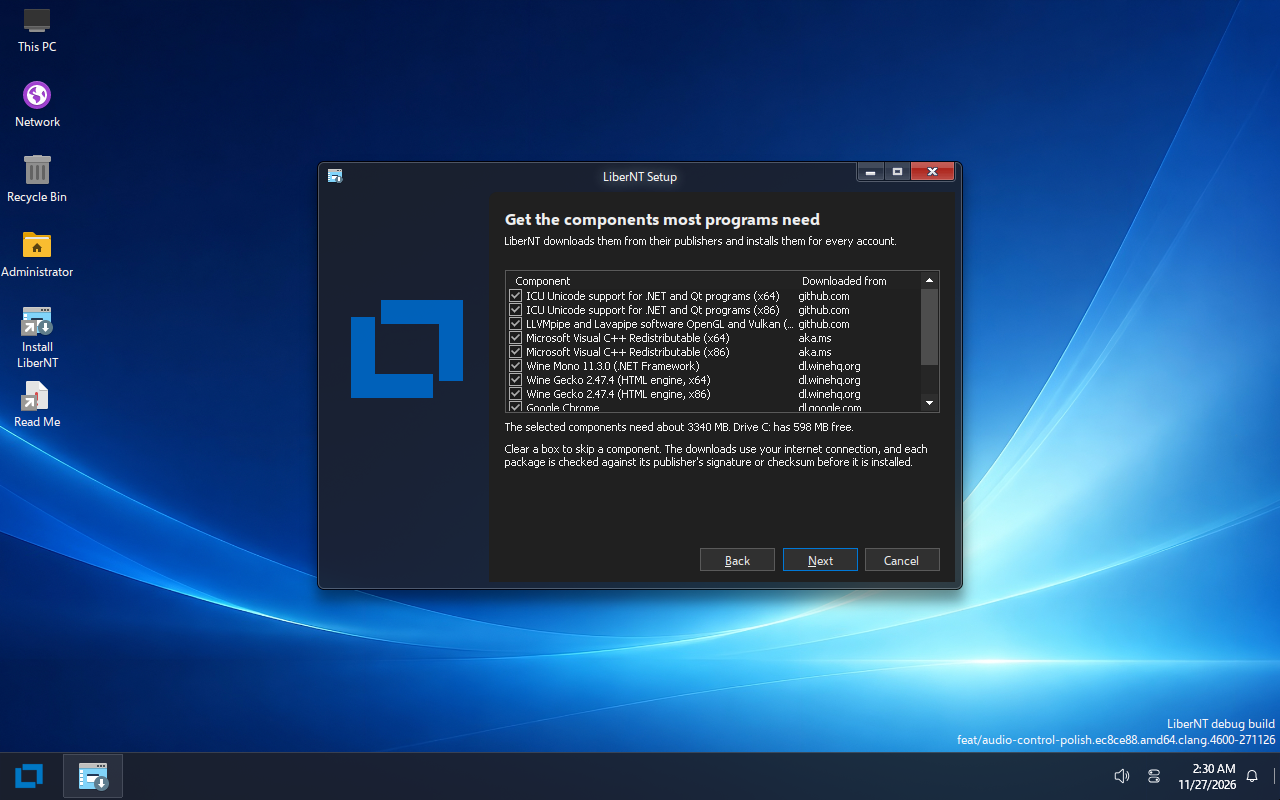 This PC
Network
Recycle Bin
Administrator
Install
LiberNT
Read Me
LiberNT Setup
Get the components most programs need
LiberNT downloads them from their publishers and installs them for every account.
Component Downloaded from
ICU Unicode support for .NET and Qt programs (x64) github.com
ICU Unicode support for .NET and Qt programs (x86) github.com
LLVMpipe and Lavapipe software OpenGL and Vulkan (... github.com
Microsoft Visual C++ Redistributable (x64) aka.ms
Microsoft Visual C++ Redistributable (x86) aka.ms
Wine Mono 11.3.0 (.NET Framework) dl.winehq.org
Wine Gecko 2.47.4 (HTML engine, x64) dl.winehq.org
Wine Gecko 2.47.4 (HTML engine, x86) dl.winehq.org
Google Chrome dl.google.com
The selected components need about 3340 MB. Drive C: has 598 MB free.
Clear a box to skip a component. The downloads use your internet connection, and each
package is checked against its publisher's signature or checksum before it is installed.
Back Next Cancel
LiberNT debug build
feat/audio-control-polish.ec8ce88.amd64.clang.4600-271126
2:30 AM
11/27/2026